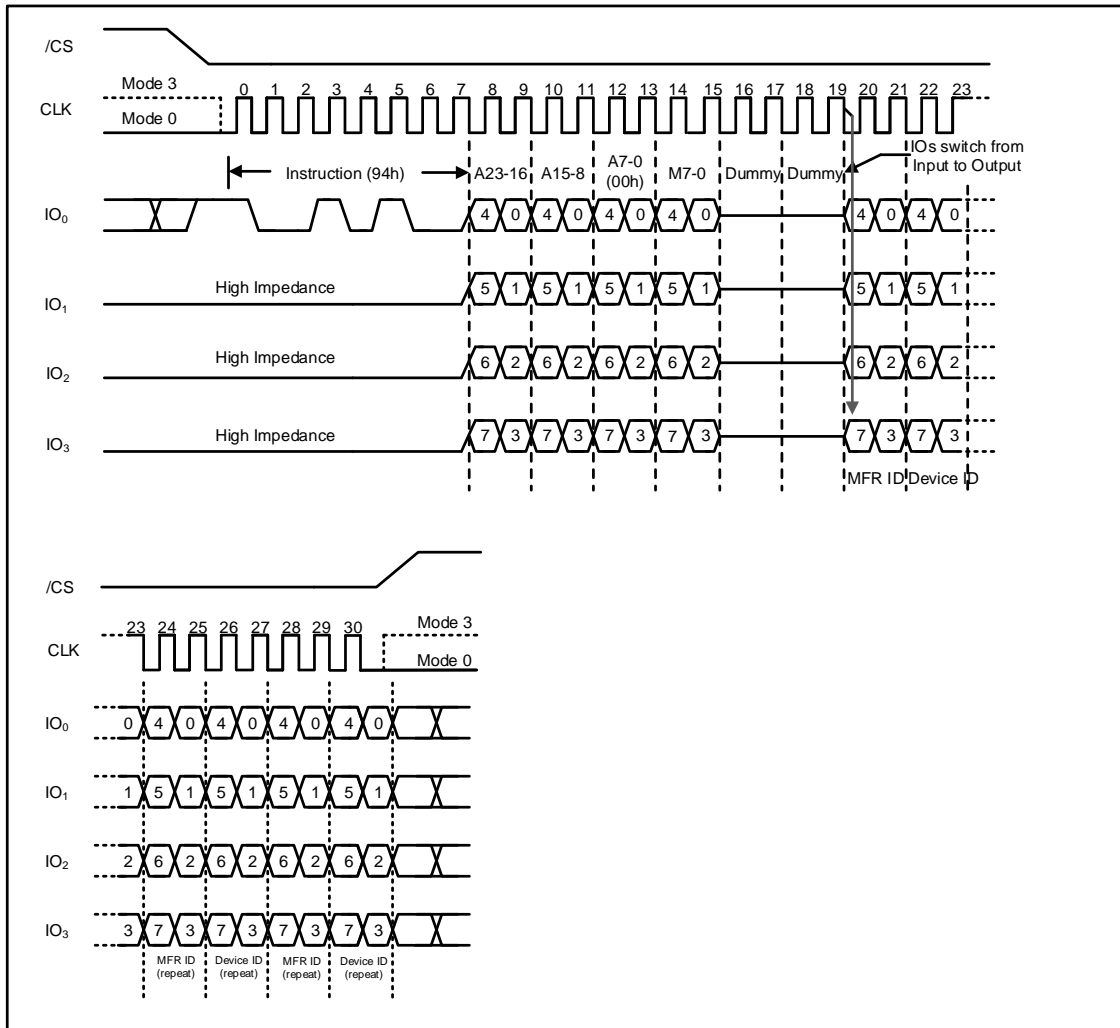 /CS
Mode 3
0 1 2 3 4 5 6 7 8 9 10 11 12 13 14 15 16 17 18 19 20 21 22 23
CLK
Mode 0
IOs switch from
Input to Output
Instruction (94h) A23-16 A15-8 A7-0 (00h) M7-0 Dummy Dummy
IO₀ 4 0 4 0 4 0 4 0 4 0 4 0
High Impedance
IO₁ 5 1 5 1 5 1 5 1 5 1 5 1
High Impedance
IO₂ 6 2 6 2 6 2 6 2 6 2 6 2
High Impedance
IO₃ 7 3 7 3 7 3 7 3 7 3 7 3
MFR ID Device ID
/CS
23 24 25 26 27 28 29 30 Mode 3
CLK
Mode 0
IO₀ 0 4 0 4 0 4 0 4 0
IO₁ 1 5 1 5 1 5 1 5 1
IO₂ 2 6 2 6 2 6 2 6 2
IO₃ 3 7 3 7 3 7 3 7 3
MFR ID Device ID MFR ID Device ID
(repeat) (repeat) (repeat) (repeat)